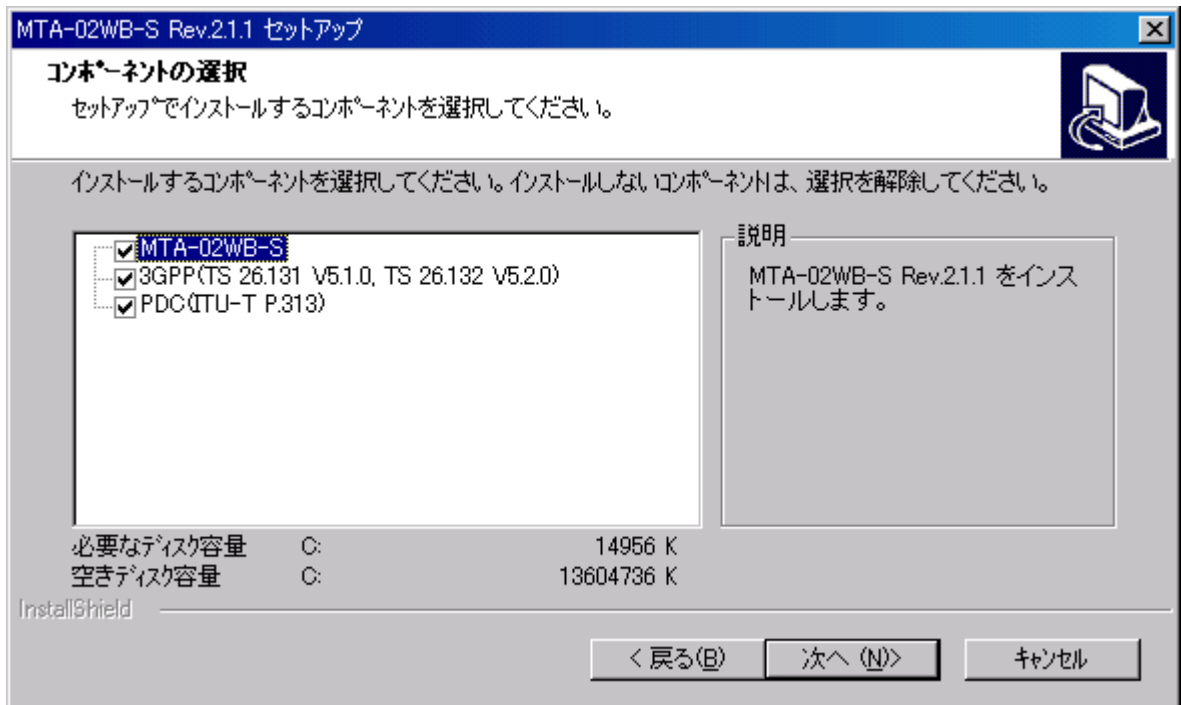 MTA-02WB-S Rev.2.1.1 セットアップ
コンポーネントの選択
セットアップでインストールするコンポーネントを選択してください。
インストールするコンポーネントを選択してください。インストールしないコンポーネントは、選択を解除してください。
MTA-02WB-S
3GPP(TS 26.131 V5.1.0, TS 26.132 V5.2.0)
PDC(ITU-T P.313)
説明
MTA-02WB-S Rev.2.1.1 をインス
トールします。
必要なディスク容量 C: 14956 K
空きディスク容量 C: 13604736 K
InstallShield
< 戻る(B) 次へ (N)> キャンセル